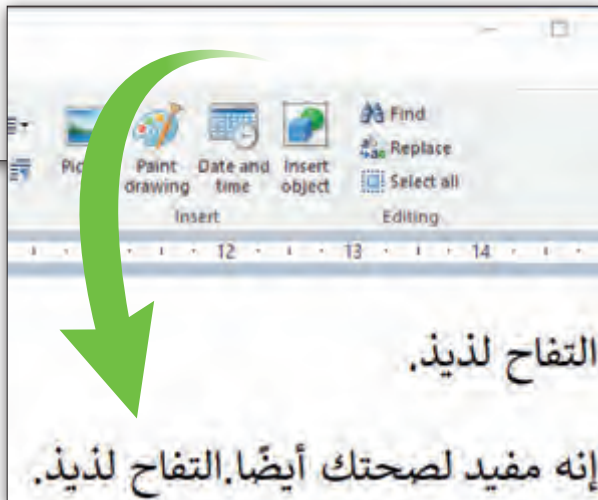 Find
Replace
Select all
Paint drawing
Date and time
Insert object
Insert
Editing
12 13 14
التفاح لذيذ.
إنه مفيد لصحتك أيضًا.التفاح لذيذ.